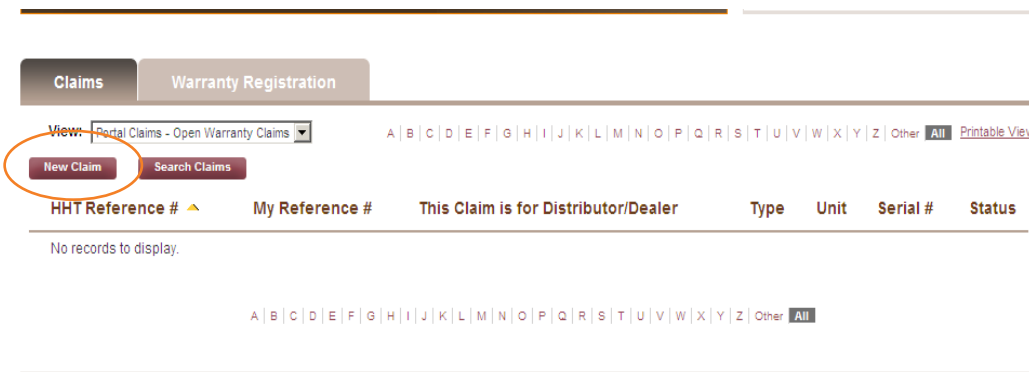 Claims Warranty Registration
View: Portal Claims - Open Warranty Claims A | B | C | D | E | F | G | H | I | J | K | L | M | N | O | P | Q | R | S | T | U | V | W | X | Y | Z | Other All Printable View
New Claim Search Claims
HHT Reference # My Reference # This Claim is for Distributor/Dealer Type Unit Serial # Status
No records to display.
A | B | C | D | E | F | G | H | I | J | K | L | M | N | O | P | Q | R | S | T | U | V | W | X | Y | Z | Other All